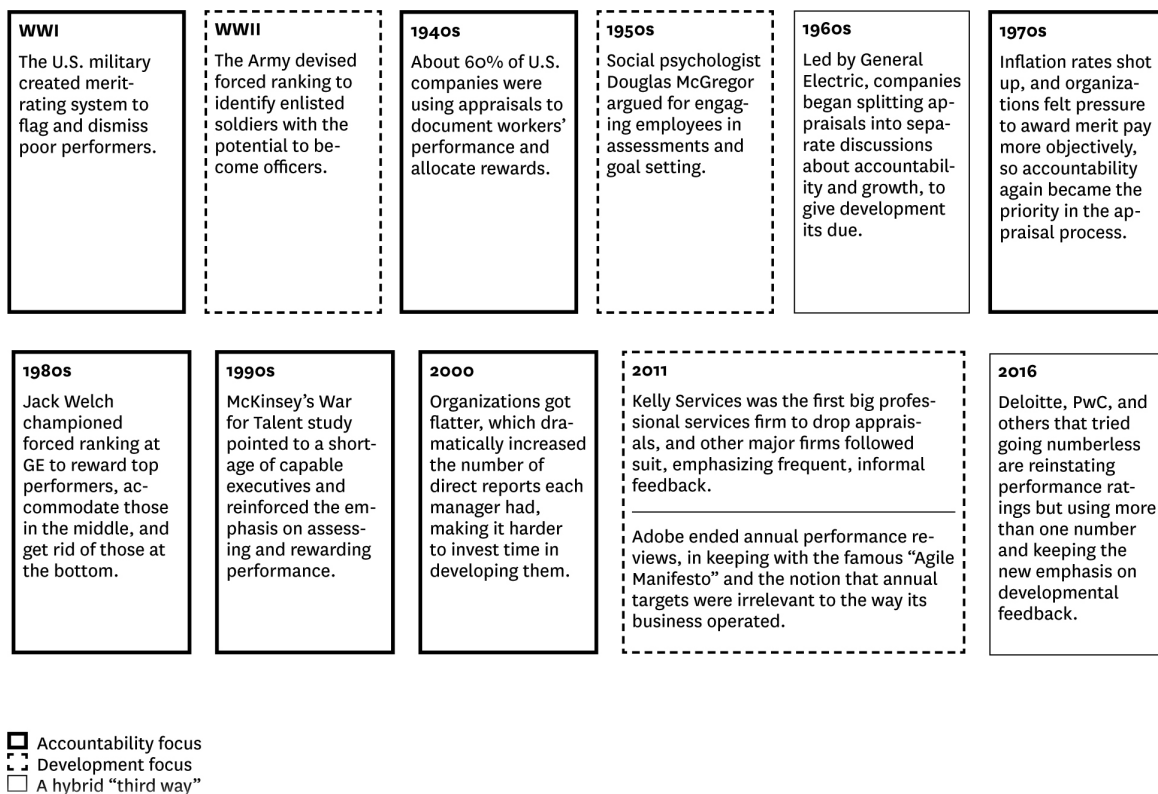 WWI
The U.S. military
created merit-
rating system to
flag and dismiss
poor performers.
WWII
The Army devised
forced ranking to
identify enlisted
soldiers with the
potential to be-
come officers.
1940s
About 60% of U.S.
companies were
using appraisals to
document workers’
performance and
allocate rewards.
1950s
Social psychologist
Douglas McGregor
argued for engag-
ing employees in
assessments and
goal setting.
1960s
Led by General
Electric, companies
began splitting ap-
praisals into sepa-
rate discussions
about accountabil-
ity and growth, to
give development
its due.
1970s
Inflation rates shot
up, and organiza-
tions felt pressure
to award merit pay
more objectively,
so accountability
again became the
priority in the ap-
praisal process.
1980s
Jack Welch
championed
forced ranking at
GE to reward top
performers, ac-
commodate those
in the middle, and
get rid of those at
the bottom.
1990s
McKinsey’s War
for Talent study
pointed to a short-
age of capable
executives and
reinforced the em-
phasis on assess-
ing and rewarding
performance.
2000
Organizations got
flatter, which dra-
matically increased
the number of
direct reports each
manager had,
making it harder
to invest time in
developing them.
2011
Kelly Services was the first big profes-
sional services firm to drop apprais-
als, and other major firms followed
suit, emphasizing frequent, informal
feedback.
Adobe ended annual performance re-
views, in keeping with the famous “Agile
Manifesto” and the notion that annual
targets were irrelevant to the way its
business operated.
2016
Deloitte, PwC, and
others that tried
going numberless
are reinstating
performance rat-
ings but using more
than one number
and keeping the
new emphasis on
developmental
feedback.
Accountability focus
Development focus
A hybrid “third way”